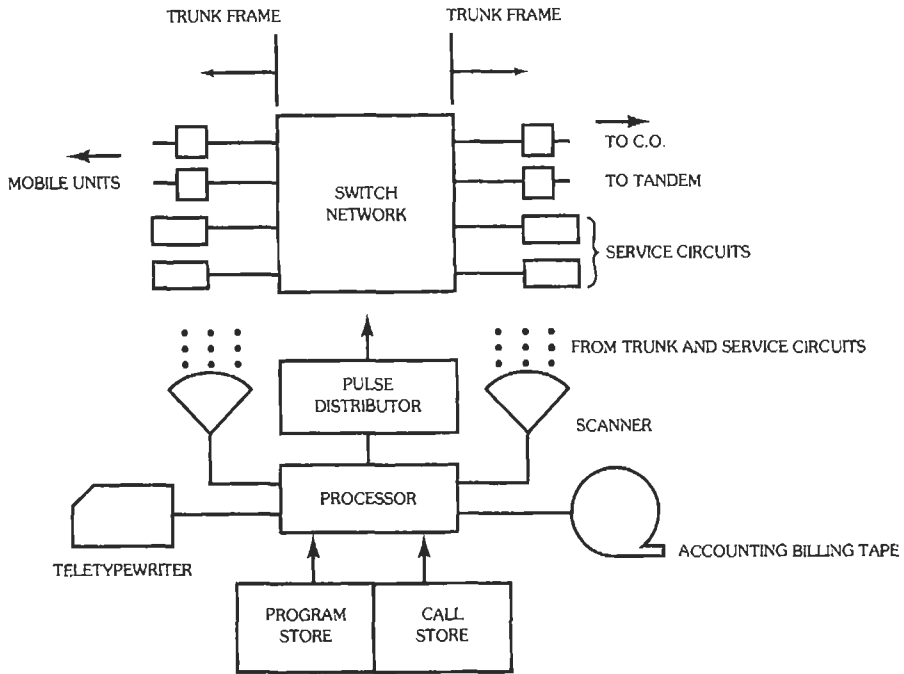 TRUNK FRAME
TRUNK FRAME
TO C.O.
MOBILE UNITS
TO TANDEM
SWITCH
NETWORK
SERVICE CIRCUITS
FROM TRUNK AND SERVICE CIRCUITS
PULSE
DISTRIBUTOR
SCANNER
PROCESSOR
TELETYPEWRITER
ACCOUNTING BILLING TAPE
PROGRAM
STORE
CALL
STORE